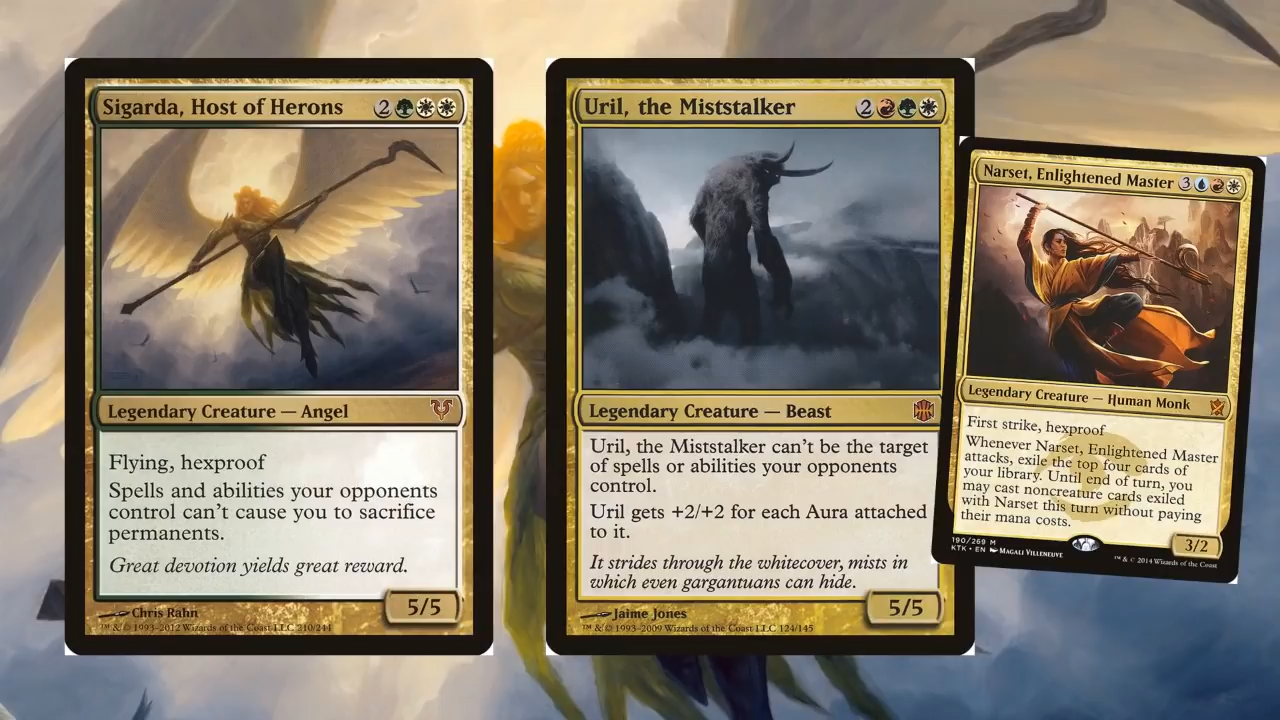 Sigarda, Host of Herons 2
Legendary Creature — Angel
Flying, hexproof
Spells and abilities your opponents
control can't cause you to sacrifice
permanents.
Great devotion yields great reward.
5/5
Chris Rahn
™ & © 1993–2012 Wizards of the Coast LLC 210/244
Uril, the Miststalker 2
Legendary Creature — Beast
Uril, the Miststalker can't be the target
of spells or abilities your opponents
control.
Uril gets +2/+2 for each Aura attached
to it.
It strides through the whitecover, mists in
which even gargantuans can hide.
5/5
Jaime Jones
™ & © 1993–2009 Wizards of the Coast LLC 124/145
Narset, Enlightened Master 3
Legendary Creature — Human Monk
First strike, hexproof
Whenever Narset, Enlightened Master
attacks, exile the top four cards of
your library. Until end of turn, you
may cast noncreature cards exiled
with Narset this turn without paying
their mana costs.
3/2
190/269 M
KTK • EN Magali Villeneuve
™ & © 2014 Wizards of the Coast